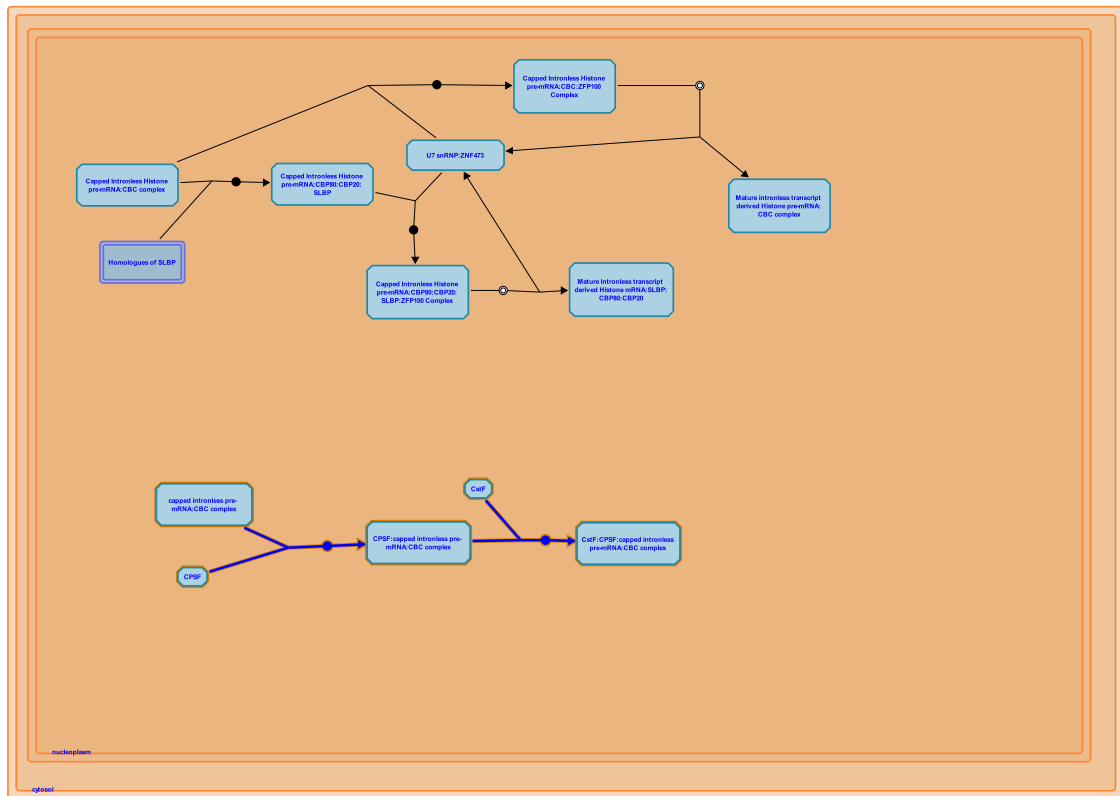 Capped Intronless Histone
pre-mRNA:CBC:ZFP100
Complex
U7 snRNP:ZNF473
Capped Intronless Histone
pre-mRNA:CBC complex
Capped Intronless Histone
pre-mRNA:CBP80:CBP20:
SLBP
Mature intronless transcript
derived Histone pre-mRNA:
CBC complex
Homologues of SLBP
Capped Intronless Histone
pre-mRNA:CBP80:CBP20:
SLBP:ZFP100 Complex
Mature Intronless transcript
derived Histone mRNA:SLBP:
CBP80:CBP20
capped intronless pre-
mRNA:CBC complex
CstF
CPSF:capped intronless pre-
mRNA:CBC complex
CstF:CPSF:capped intronless
pre-mRNA:CBC complex
CPSF
nucleoplasm
cytosol